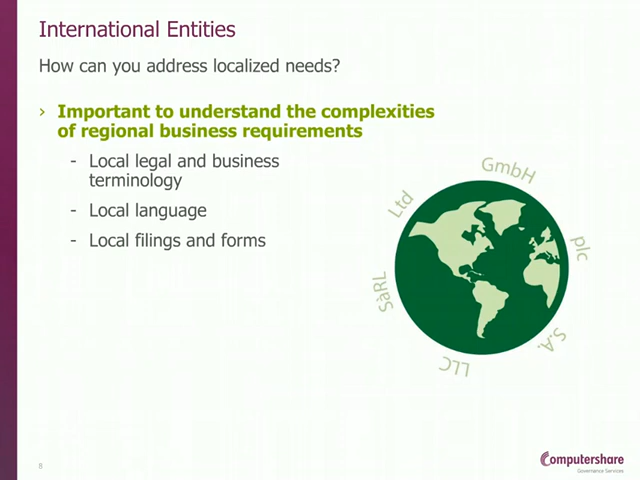 International Entities
How can you address localized needs?
› Important to understand the complexities
of regional business requirements
- Local legal and business
terminology
- Local language
- Local filings and forms
GmbH
Ltd
plc
SàRL
S.A.
LLC
8
Computershare
Governance Services